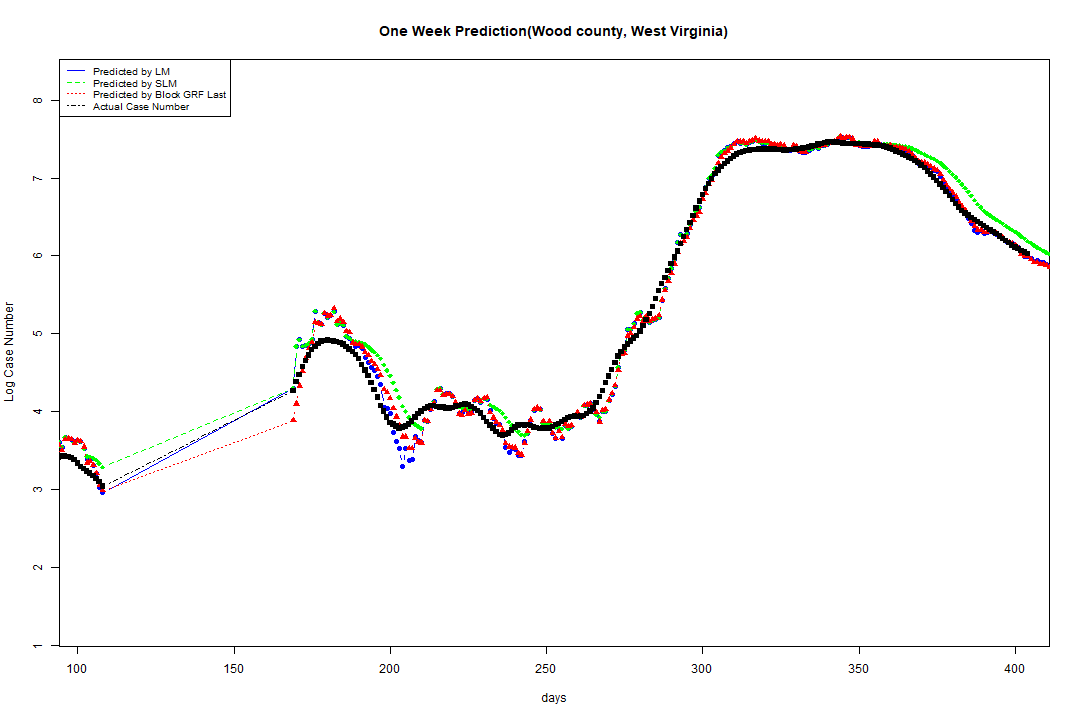 One Week Prediction(Wood county, West Virginia)
Predicted by LM
Predicted by SLM
Predicted by Block GRF Last
Actual Case Number
Log Case Number
8
7
6
5
4
3
2
1
100 150 200 250 300 350 400
days